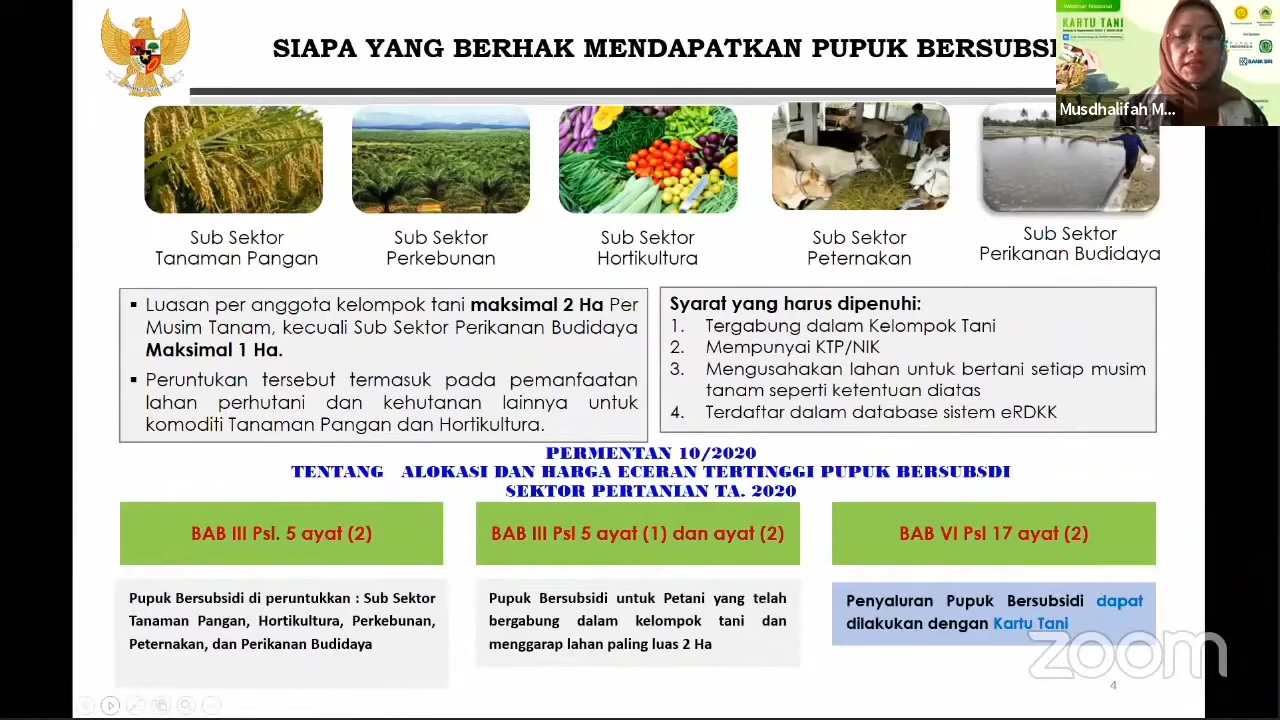 SIAPA YANG BERHAK MENDAPATKAN PUPUK BERSUBSI
Webinar Nasional
KARTU TANI
BANK BRI
Musdhalifah M...
Sub Sektor
Tanaman Pangan
Sub Sektor
Perkebunan
Sub Sektor
Hortikultura
Sub Sektor
Peternakan
Sub Sektor
Perikanan Budidaya
▪ Luasan per anggota kelompok tani maksimal 2 Ha Per
Musim Tanam, kecuali Sub Sektor Perikanan Budidaya
Maksimal 1 Ha.
▪ Peruntukan tersebut termasuk pada pemanfaatan
lahan perhutani dan kehutanan lainnya untuk
komoditi Tanaman Pangan dan Hortikultura.
Syarat yang harus dipenuhi:
1. Tergabung dalam Kelompok Tani
2. Mempunyai KTP/NIK
3. Mengusahakan lahan untuk bertani setiap musim
tanam seperti ketentuan diatas
4. Terdaftar dalam database sistem eRDKK
PERMENTAN 10/2020
TENTANG ALOKASI DAN HARGA ECERAN TERTINGGI PUPUK BERSUBSDI
SEKTOR PERTANIAN TA. 2020
BAB III Psl. 5 ayat (2)
BAB III Psl 5 ayat (1) dan ayat (2)
BAB VI Psl 17 ayat (2)
Pupuk Bersubsidi di peruntukkan : Sub Sektor
Tanaman Pangan, Hortikultura, Perkebunan,
Peternakan, dan Perikanan Budidaya
Pupuk Bersubsidi untuk Petani yang telah
bergabung dalam kelompok tani dan
menggarap lahan paling luas 2 Ha
Penyaluran Pupuk Bersubsidi dapat
dilakukan dengan Kartu Tani
zoom
4